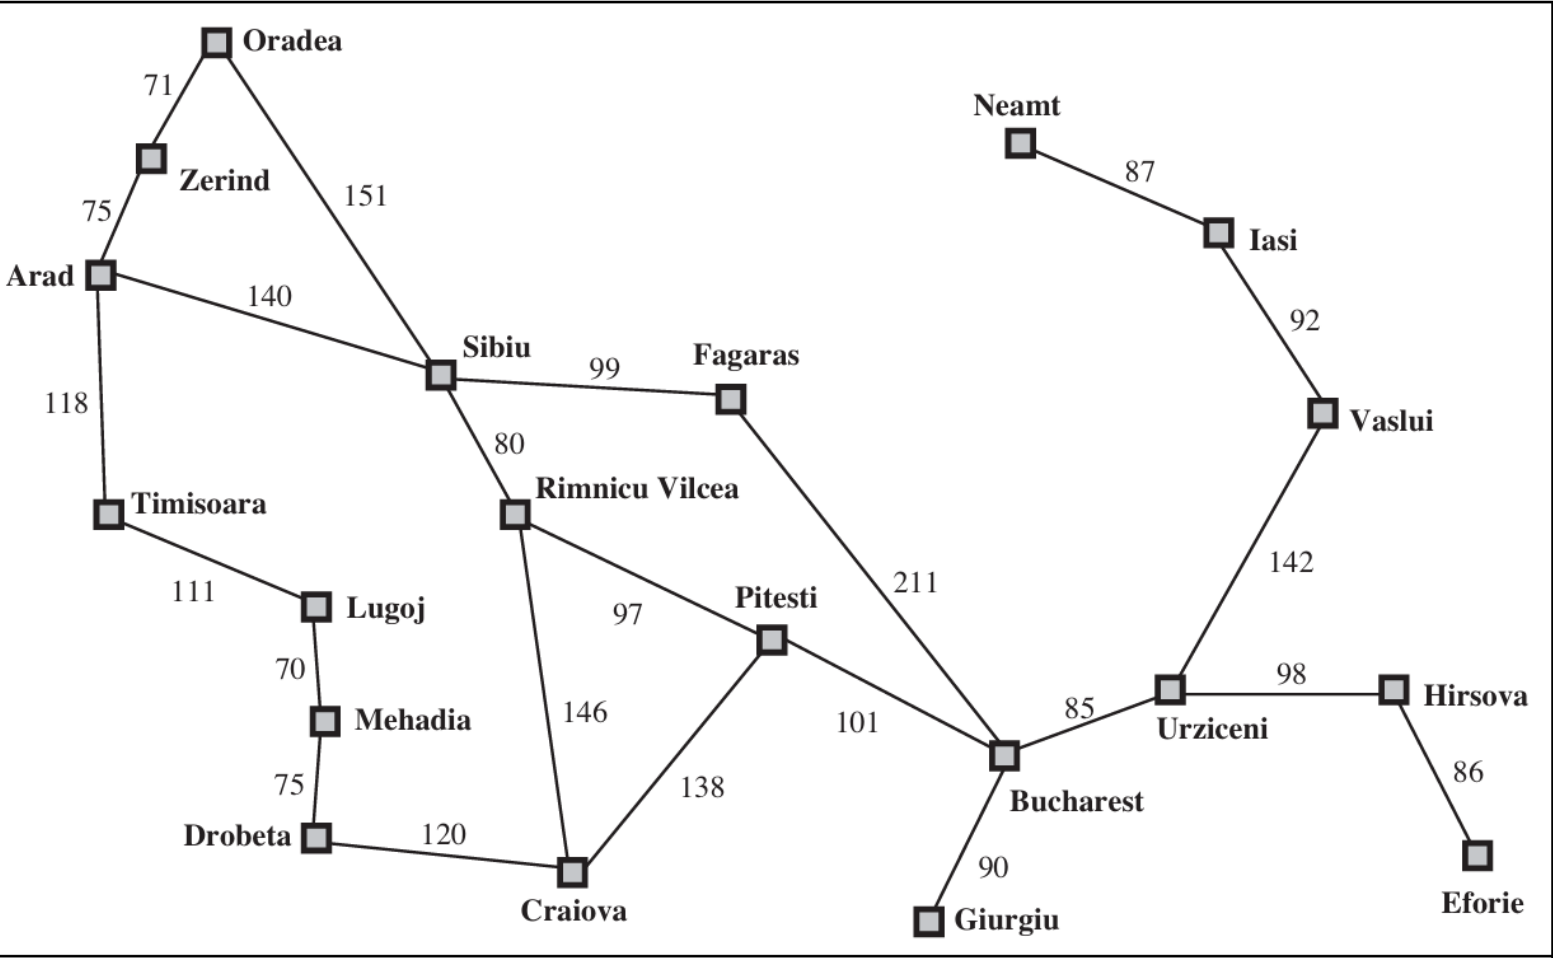 Oradea
71
Neamt
87
Zerind
151
75
Iasi
Arad
140
92
Sibiu
Fagaras
99
118
Vaslui
80
Rimnicu Vilcea
Timisoara
142
211
111
Lugoj
97
Pitesti
70
98
Hirsova
85
Urziceni
146
101
Mehadia
86
75
138
Bucharest
Drobeta
120
90
Craiova
Giurgiu
Eforie